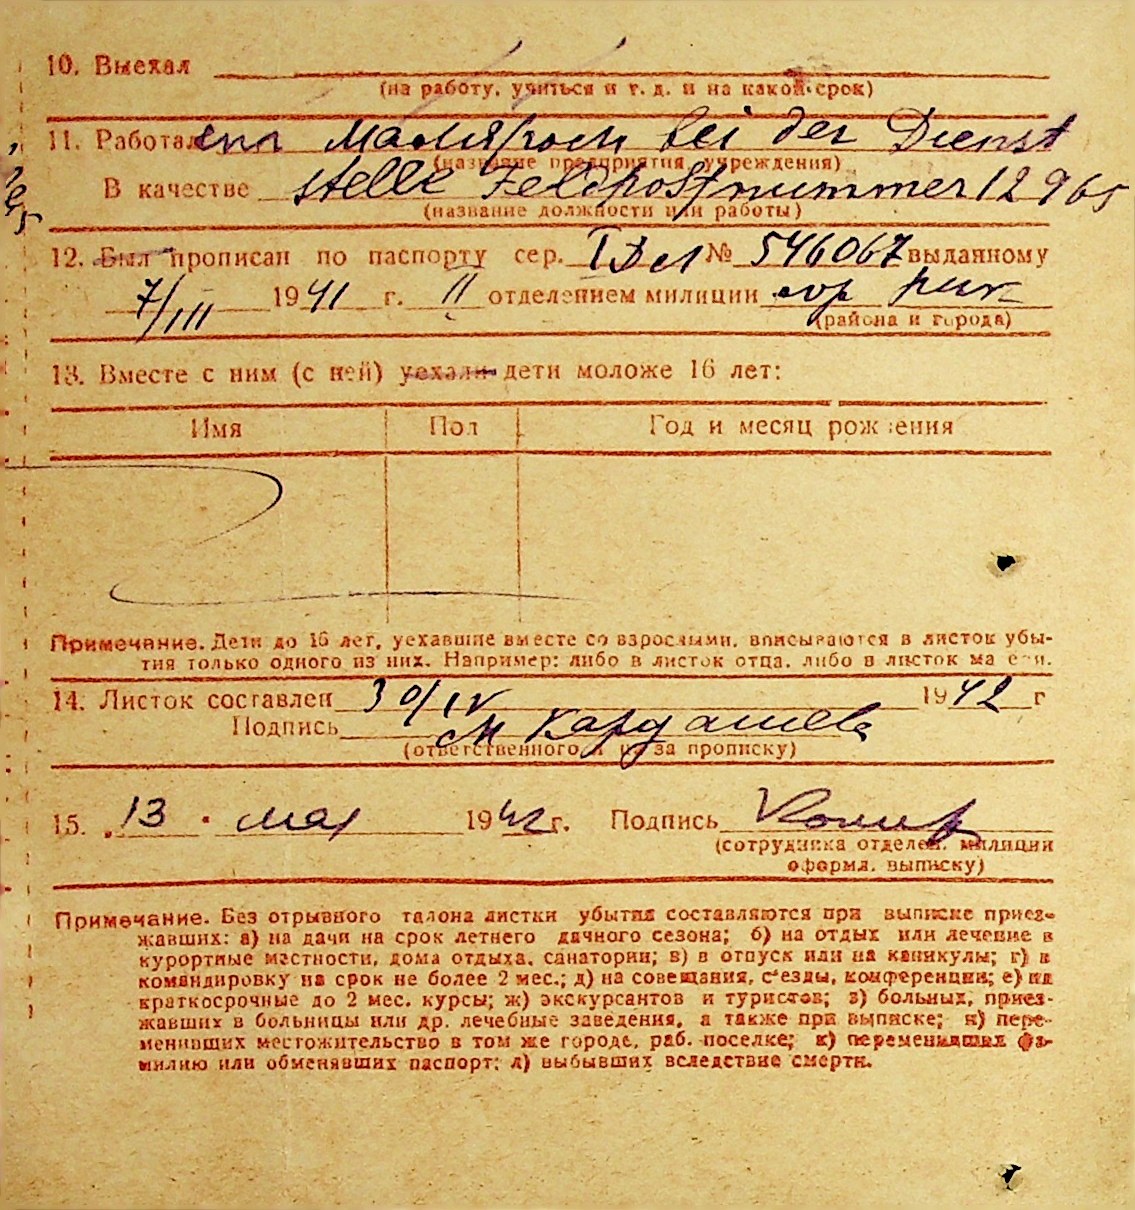 10. Выехал
(на работу, учиться и т. д. и на какой срок)
11. Работал bei der Dienst
(название предприятия, учреждения)
В качестве stelle Feldpostnummer 12965
(название должности или работы)
12. Был прописан по паспорту сер. № 546067 выданному
7/III 1941 г. II отделением милиции гор
(района и города)
13. Вместе с ним (с ней) уехали дети моложе 16 лет:
Имя Пол Год и месяц рождения
Примечание. Дети до 16 лет, уехавшие вместе со взрослыми, вписываются в листок убы-
тия только одного из них. Например: либо в листок отца, либо в листок матери.
14. Листок составлен 30/IV 1942 г
Подпись М Кардашева
(ответственного лица за прописку)
15. 13 · мая 1942 г. Подпись
(сотрудника отделен. милиции
оформл. выписку)
Примечание. Без отрывного талона листки убытия составляются при выписке приез-
жавших: а) на дачи на срок летнего дачного сезона; б) на отдых или лечение в
курортные местности, дома отдыха, санатории; в) в отпуск или на каникулы; г) в
командировку на срок не более 2 мес.; д) на совещания, с'езды, конференции; е) на
краткосрочные до 2 мес. курсы; ж) экскурсантов и туристов; з) больных, приез-
жавших в больницы или др. лечебные заведения, а также при выписке; и) пере-
менивших местожительство в том же городе, раб. поселке; к) переменивших фа-
милию или обменявших паспорт; л) выбывших вследствие смерти.